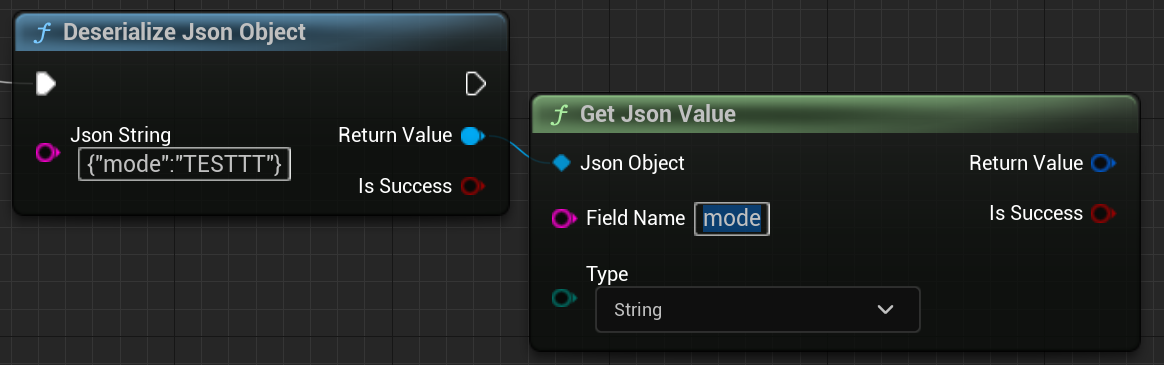 f Deserialize Json Object
Json String
{"mode":"TESTTT"}
Return Value
Is Success
f Get Json Value
Json Object
Return Value
Field Name mode
Is Success
Type
String